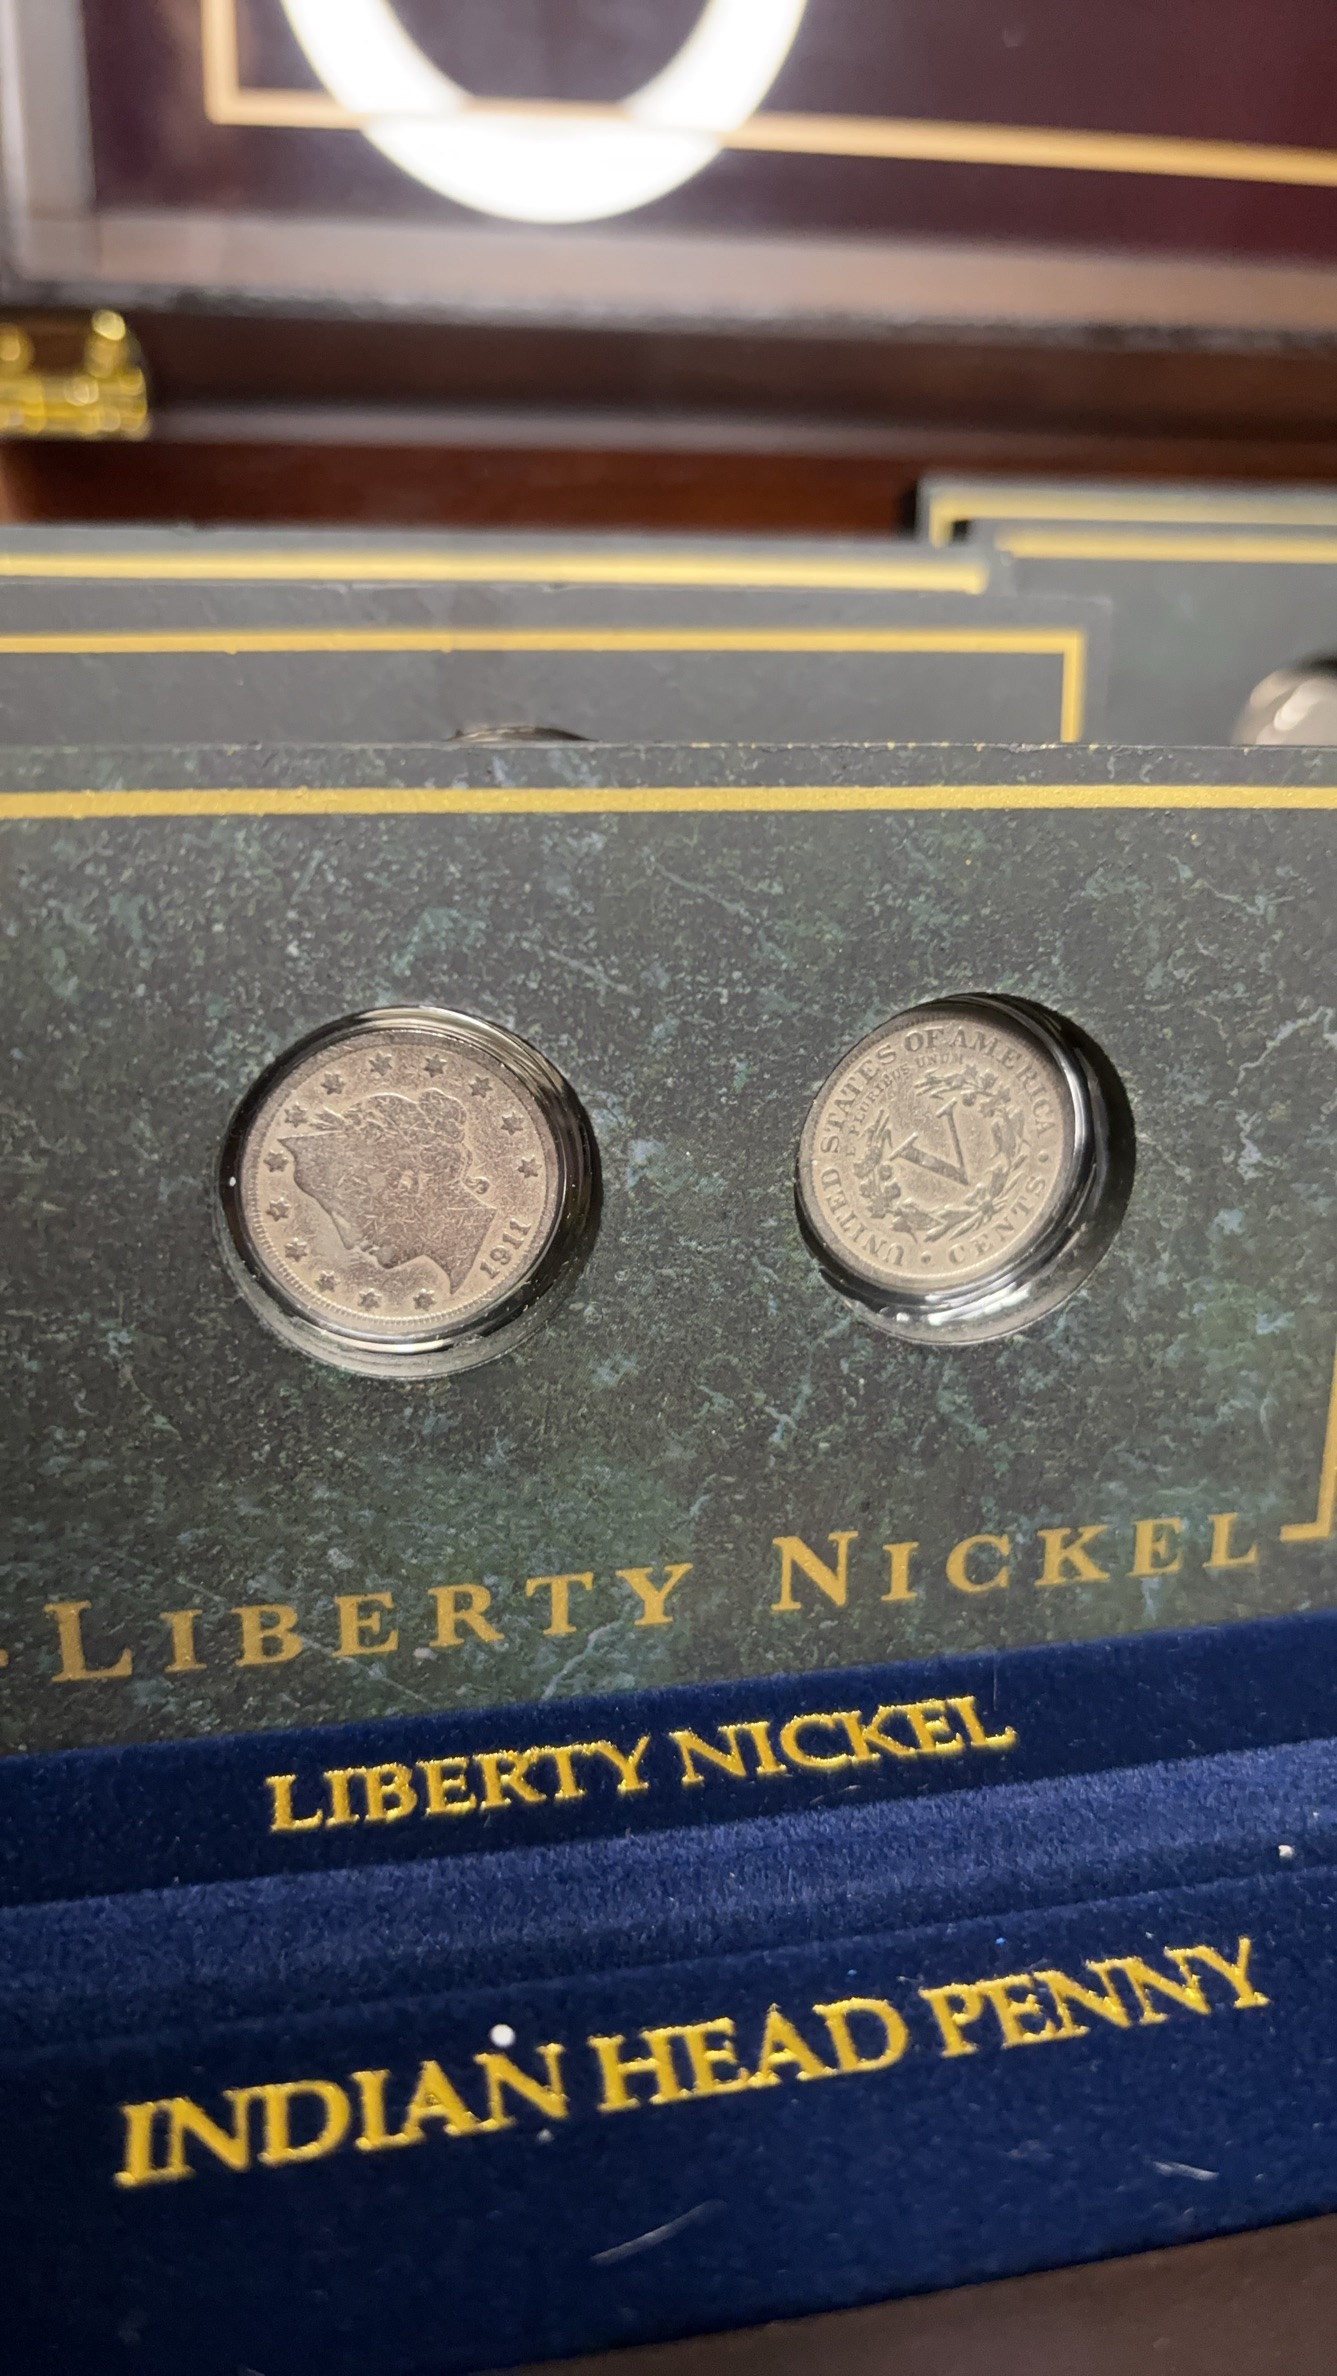 1911
UNITED STATES OF AMERICA
E PLURIBUS UNUM
V
CENTS
LIBERTY NICKEL
LIBERTY NICKEL
INDIAN HEAD PENNY